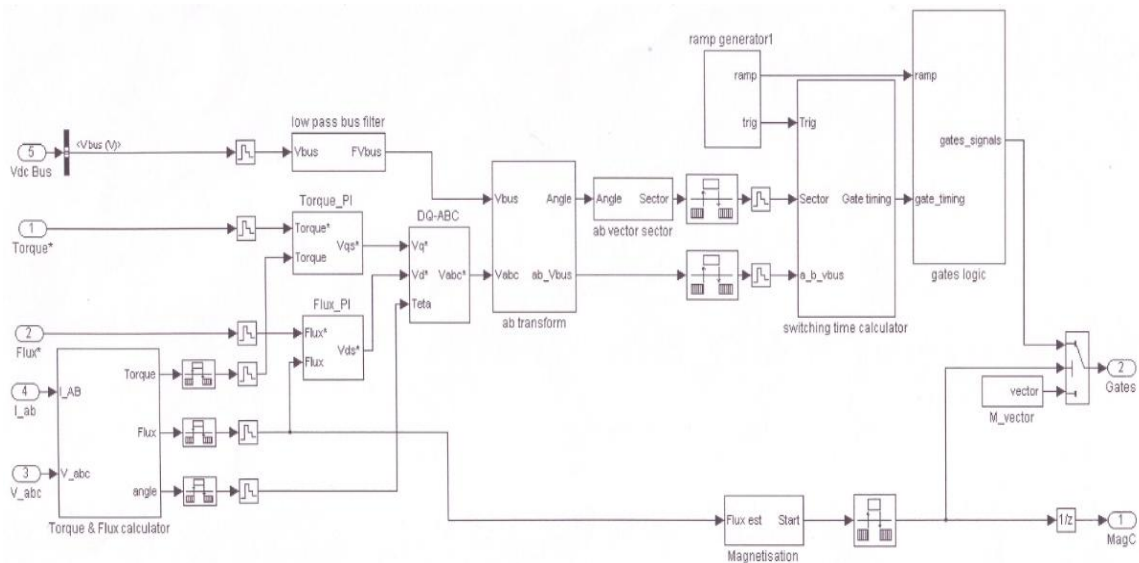 ramp generator1
ramp
trig
ramp
gates_signals
gate_timing
gates logic
Trig
Sector
Gate timing
a_b_vbus
switching time calculator
5
Vdc Bus
<Vbus (V)>
low pass bus filter
Vbus
FVbus
1
Torque*
Torque_PI
Torque*
Vqs*
Torque
DQ-ABC
Vq*
Vd*
Vabc*
Teta
Vbus
Angle
Vabc
ab_Vbus
ab transform
Angle
Sector
ab vector sector
2
Flux*
Flux_PI
Flux*
Flux
Vds*
4
I_ab
3
V_abc
I_AB
V_abc
Torque
Flux
angle
Torque & Flux calculator
vector
M_vector
2
Gates
Flux est
Start
Magnetisation
1/z
1
MagC